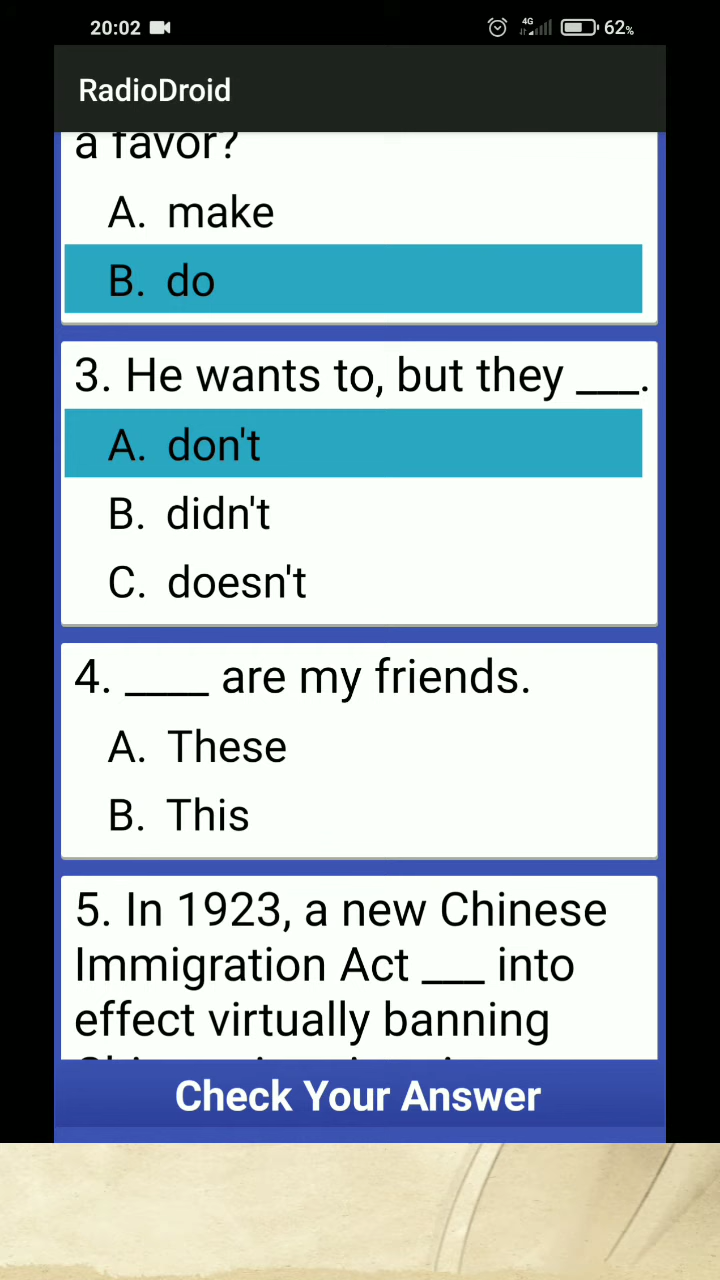 20:02 4G 62%
RadioDroid
a favor?
A. make
B. do
3. He wants to, but they ___.
A. don't
B. didn't
C. doesn't
4. ____ are my friends.
A. These
B. This
5. In 1923, a new Chinese
Immigration Act ___ into
effect virtually banning
Check Your Answer